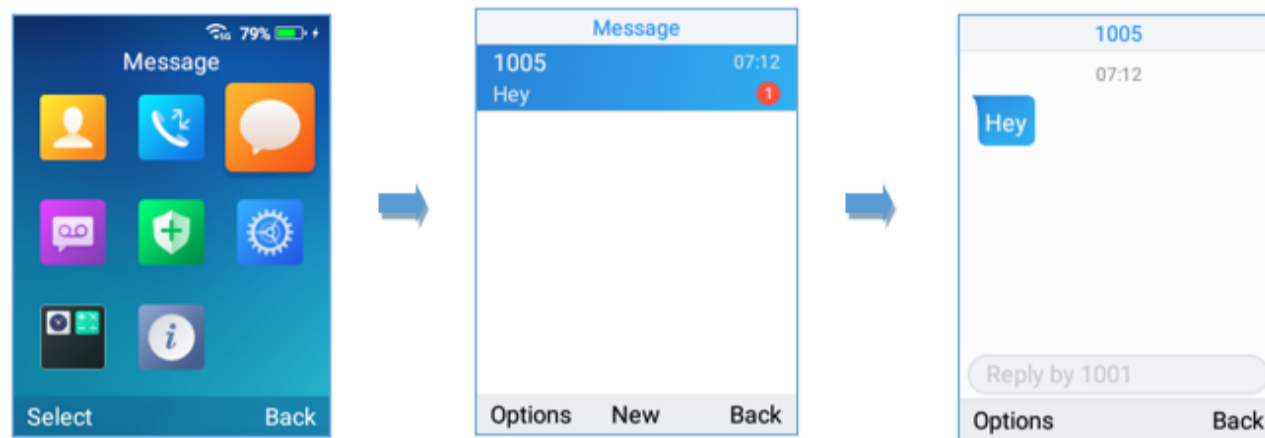 79%
Message
Select Back
Message
1005 07:12
Hey 1
Options New Back
1005
07:12
Hey
Reply by 1001
Options Back